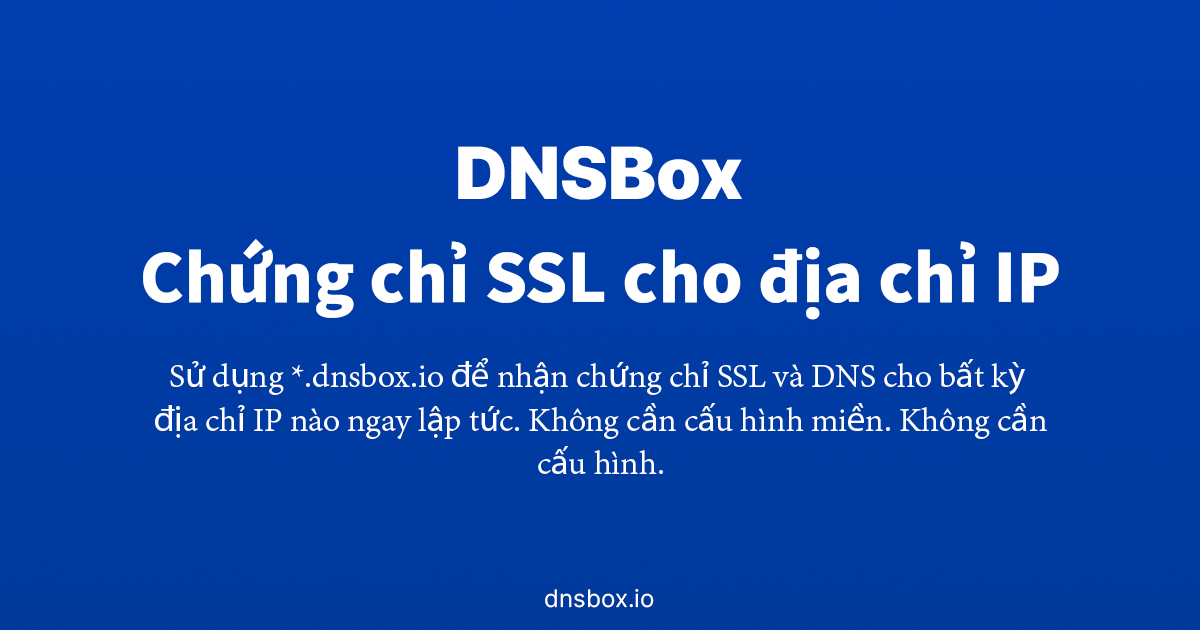 DNSBox
Chứng chỉ SSL cho địa chỉ IP
Sử dụng *.dnsbox.io để nhận chứng chỉ SSL và DNS cho bất kỳ
địa chỉ IP nào ngay lập tức. Không cần cấu hình miền. Không cần
cấu hình.
dnsbox.io